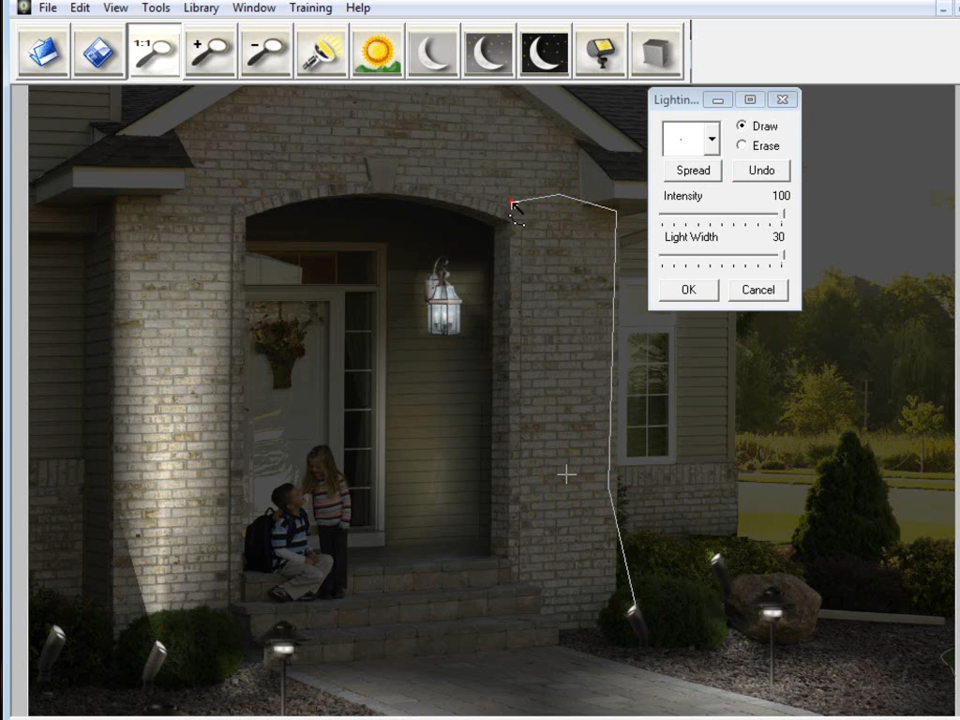 File Edit View Tools Library Window Training Help
1:1
Lightin...
Draw
Erase
Spread Undo
Intensity 100
Light Width 30
OK Cancel